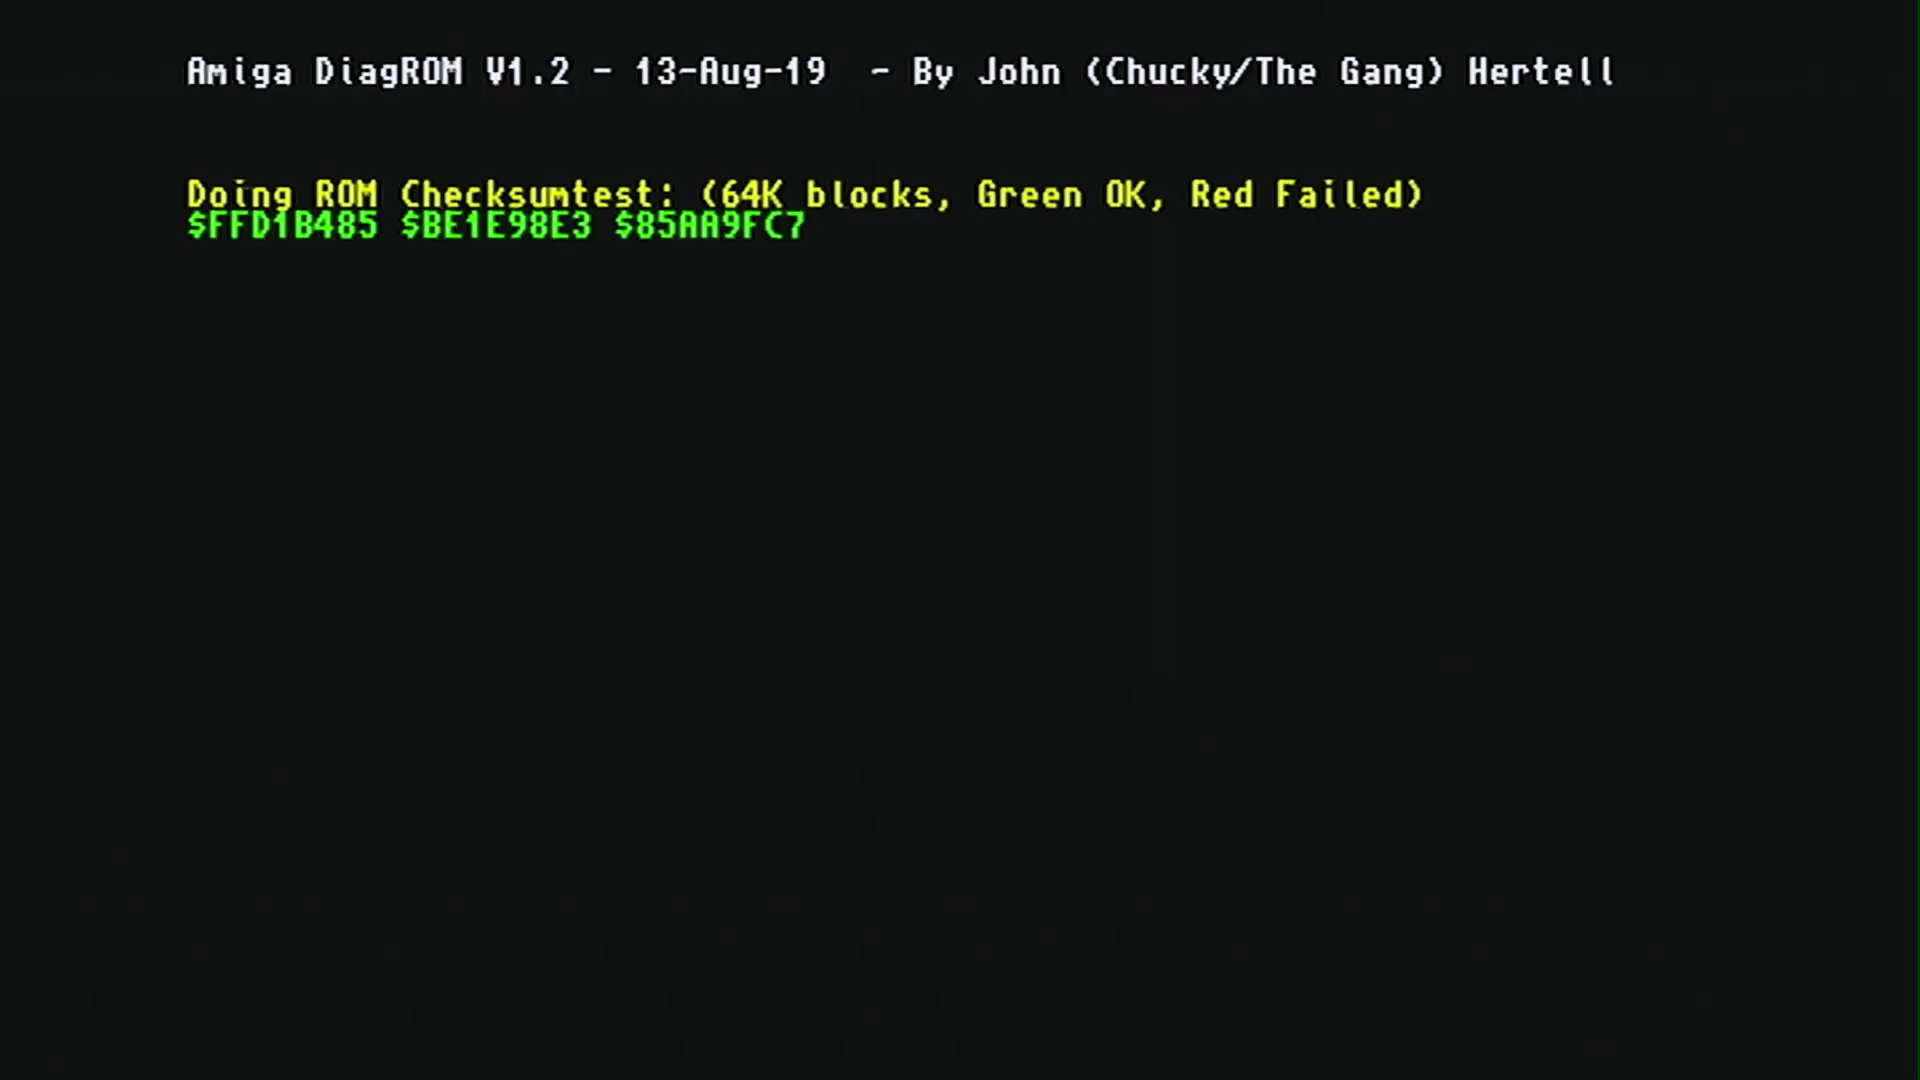 Amiga DiagROM V1.2 - 13-Aug-19  - By John (Chucky/The Gang) Hertell
Doing ROM Checksumtest: (64K blocks, Green OK, Red Failed)
$FFD1B485 $BE1E98E3 $85AA9FC7